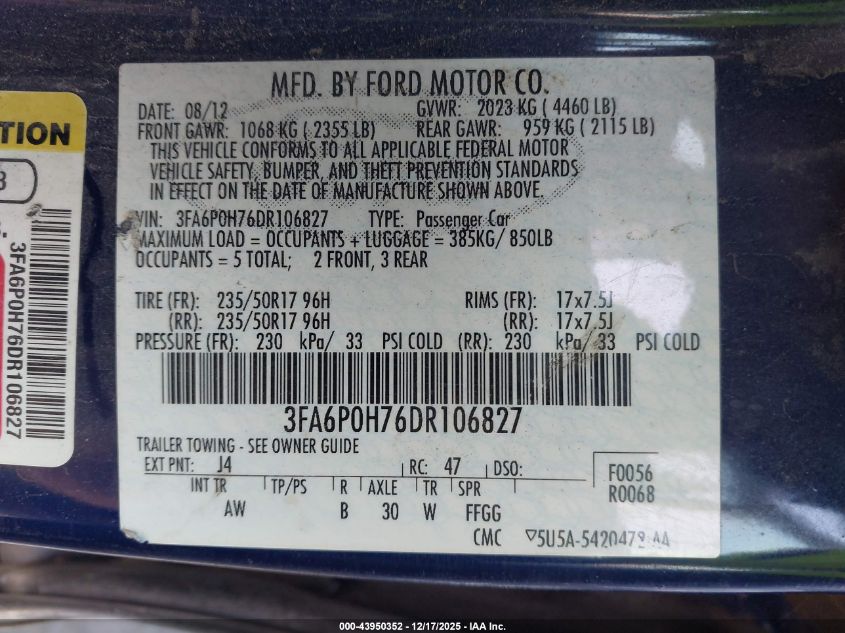 MFD. BY FORD MOTOR CO.
DATE: 08/12 GVWR: 2023 KG ( 4460 LB)
FRONT GAWR: 1068 KG ( 2355 LB) REAR GAWR: 959 KG ( 2115 LB)
THIS VEHICLE CONFORMS TO ALL APPLICABLE FEDERAL MOTOR
VEHICLE SAFETY, BUMPER, AND THEFT PREVENTION STANDARDS
IN EFFECT ON THE DATE OF MANUFACTURE SHOWN ABOVE.
VIN: 3FA6P0H76DR106827 TYPE: Passenger Car
MAXIMUM LOAD = OCCUPANTS + LUGGAGE = 385KG/ 850LB
OCCUPANTS = 5 TOTAL; 2 FRONT, 3 REAR
TIRE (FR): 235/50R17 96H RIMS (FR): 17x7.5J
(RR): 235/50R17 96H (RR): 17x7.5J
PRESSURE (FR): 230 kPa/ 33 PSI COLD (RR): 230 kPa/ 33 PSI COLD
3FA6P0H76DR106827
TRAILER TOWING - SEE OWNER GUIDE
EXT PNT: J4 RC: 47 DSO:
INT TR TP/PS R AXLE TR SPR
AW B 30 W FFGG
F0056
R0068
CMC ▽5U5A-5420472-AA
TION
3
3FA6P0H76DR106827
000-43950352 - 12/17/2025 - IAA Inc.